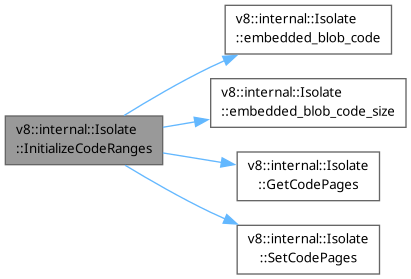 v8::internal::Isolate
::embedded_blob_code
v8::internal::Isolate
::embedded_blob_code_size
v8::internal::Isolate
::InitializeCodeRanges
v8::internal::Isolate
::GetCodePages
v8::internal::Isolate
::SetCodePages